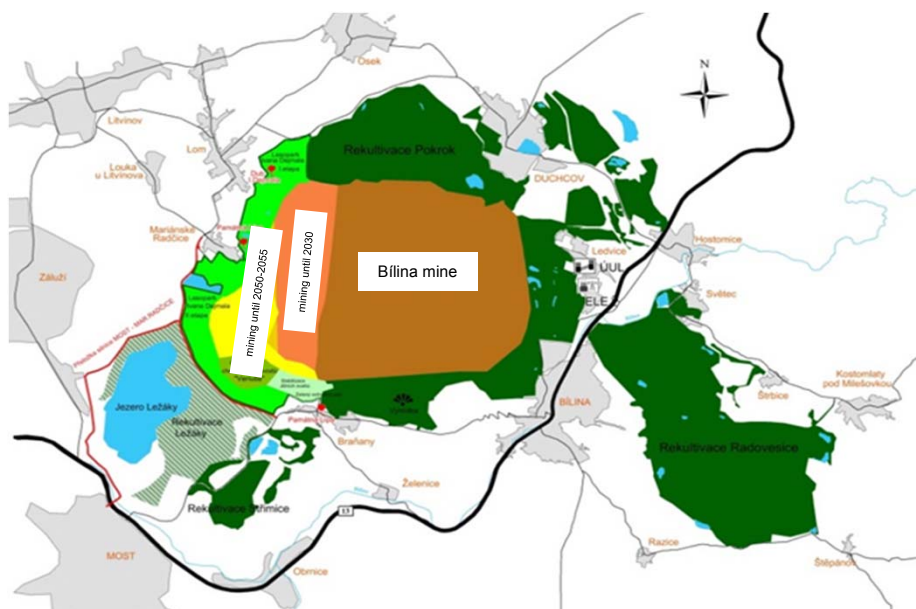 Osek
N
Litvínov
Lom
Louka
u Litvínova
Rekultivace Pokrok
DUCHCOV
Mariánské
Radčice
Záluží
mining until 2050-2055
mining until 2030
Bílina mine
Ledvice
ÚUL
ELE
Hostomice
Světec
Kostomlaty
pod Milešovkou
Štrbice
Jezero Ležáky
Rekultivace
Ležáky
BÍLINA
Braňany
Želenice
Rekultivace Radovesice
13
MOST
Obrnice
Razice
Štěpánov